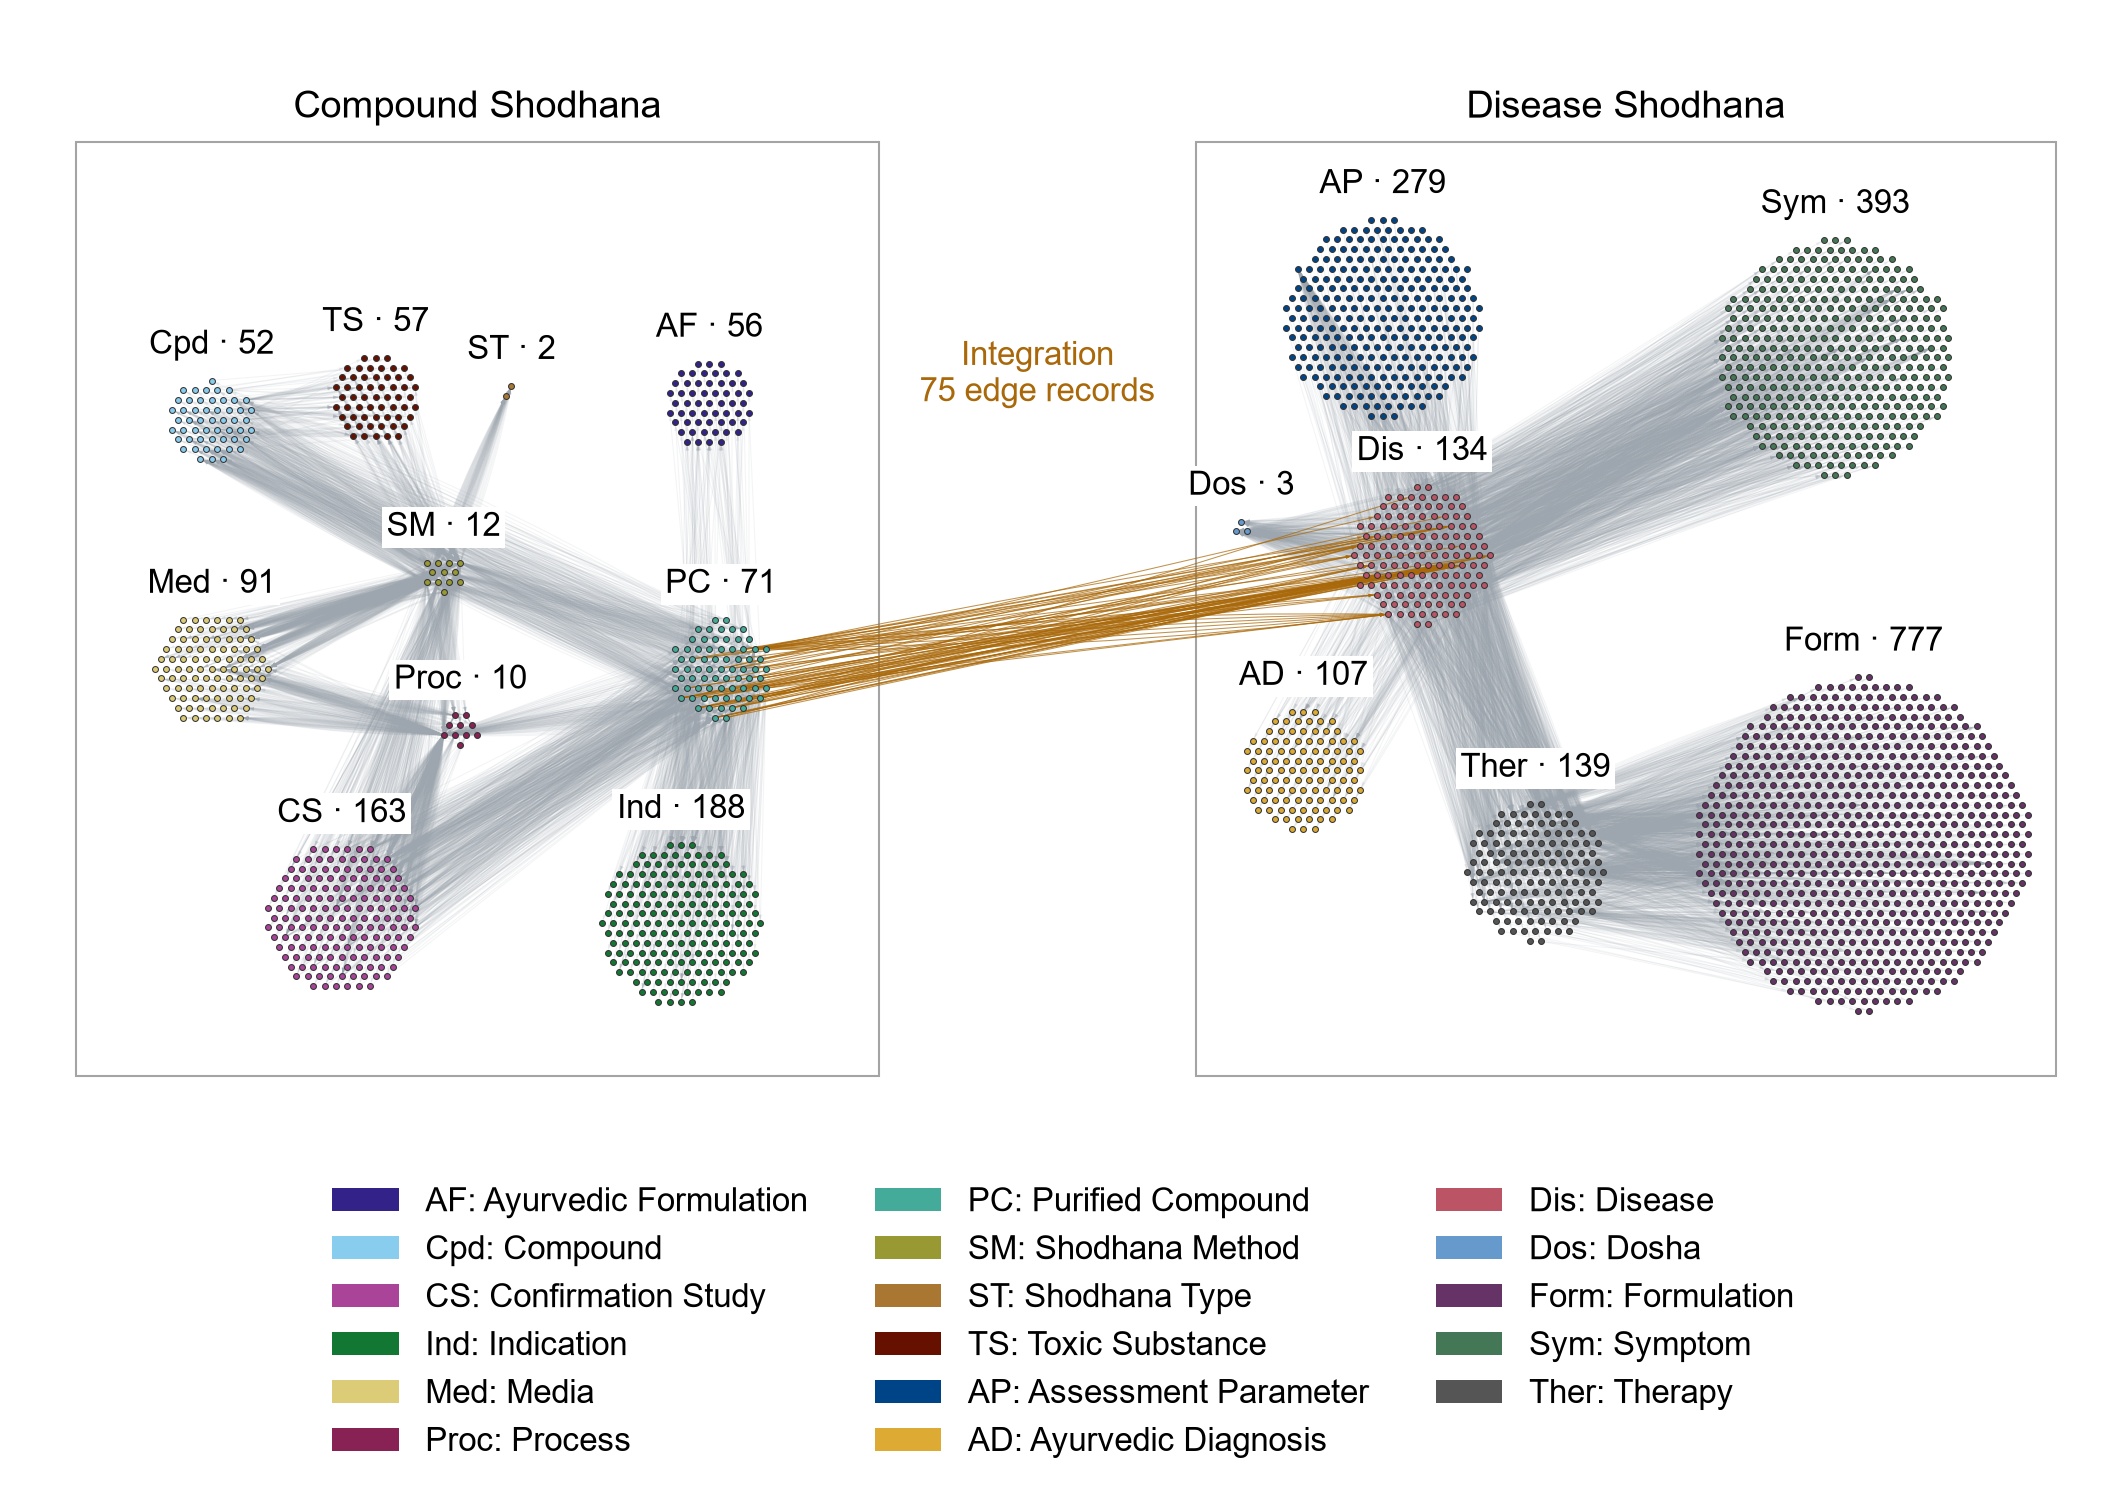 Compound Shodhana
Disease Shodhana
AP · 279
Sym · 393
TS · 57
Cpd · 52
ST · 2
AF · 56
Integration
75 edge records
Dis · 134
Dos · 3
SM · 12
Med · 91
PC · 71
Proc · 10
AD · 107
Form · 777
Ther · 139
CS · 163
Ind · 188
AF: Ayurvedic Formulation
Cpd: Compound
CS: Confirmation Study
Ind: Indication
Med: Media
Proc: Process
PC: Purified Compound
SM: Shodhana Method
ST: Shodhana Type
TS: Toxic Substance
AP: Assessment Parameter
AD: Ayurvedic Diagnosis
Dis: Disease
Dos: Dosha
Form: Formulation
Sym: Symptom
Ther: Therapy